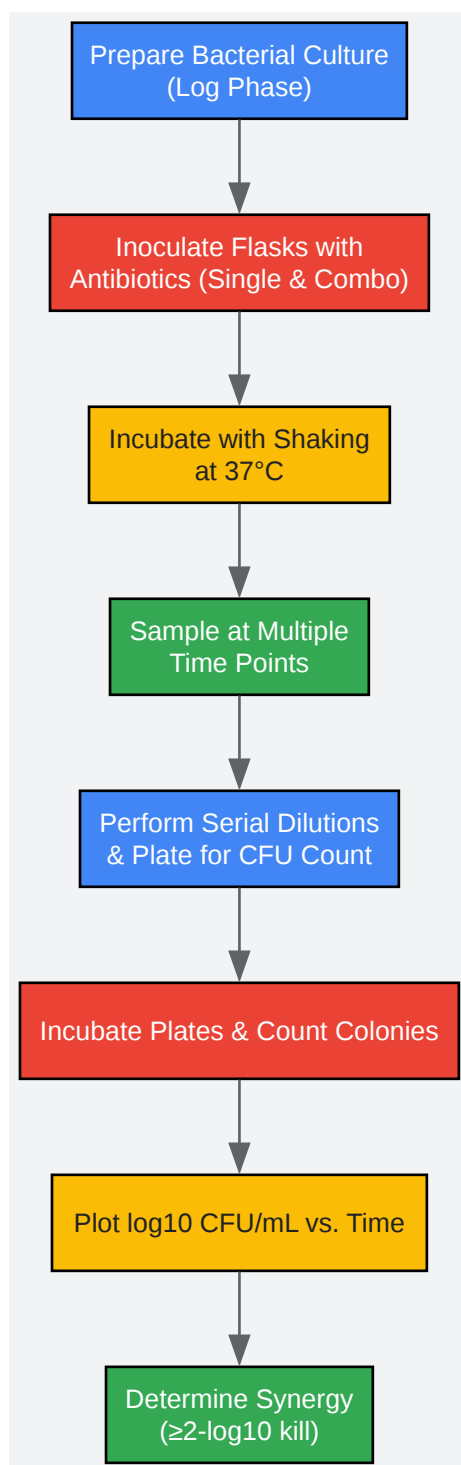 Prepare Bacterial Culture
(Log Phase)
Inoculate Flasks with
Antibiotics (Single & Combo)
Incubate with Shaking
at 37°C
Sample at Multiple
Time Points
Perform Serial Dilutions
& Plate for CFU Count
Incubate Plates & Count Colonies
Plot log10 CFU/mL vs. Time
Determine Synergy
(≥2-log10 kill)